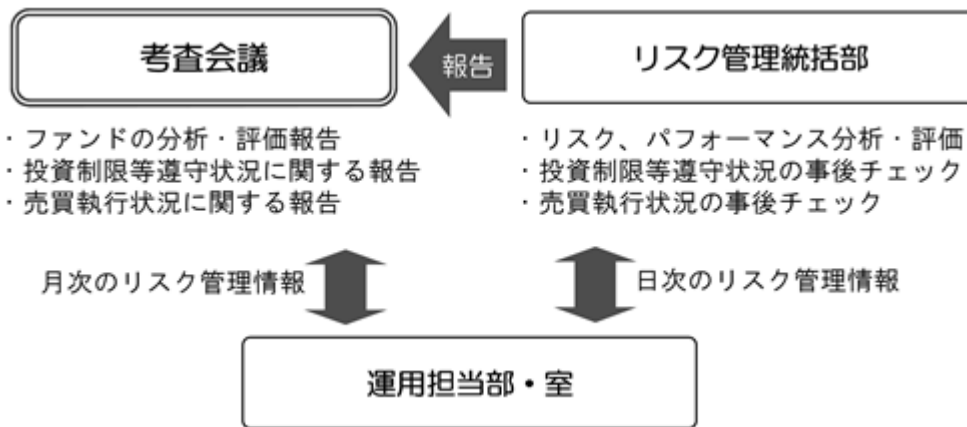 考査会議
報告
リスク管理統括部
・ファンドの分析・評価報告
・投資制限等遵守状況に関する報告
・売買執行状況に関する報告
・リスク、パフォーマンス分析・評価
・投資制限等遵守状況の事後チェック
・売買執行状況の事後チェック
月次のリスク管理情報
日次のリスク管理情報
運用担当部・室